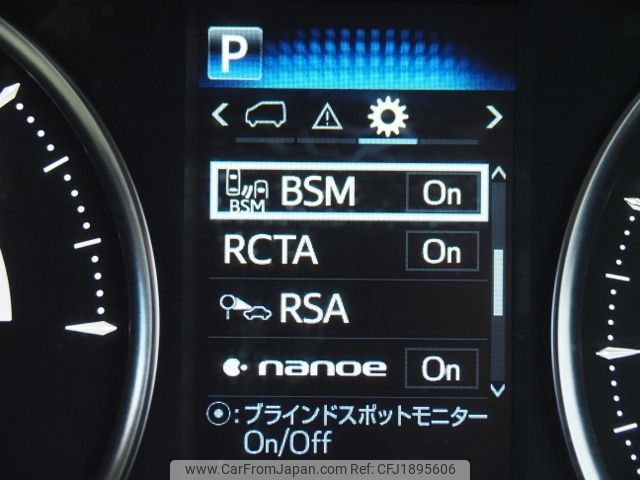 P
BSM
BSM On
RCTA On
RSA
nanoe On
⦿:ブラインドスポットモニター
On/Off
www.CarFromJapan.com Ref:CFJ1895606